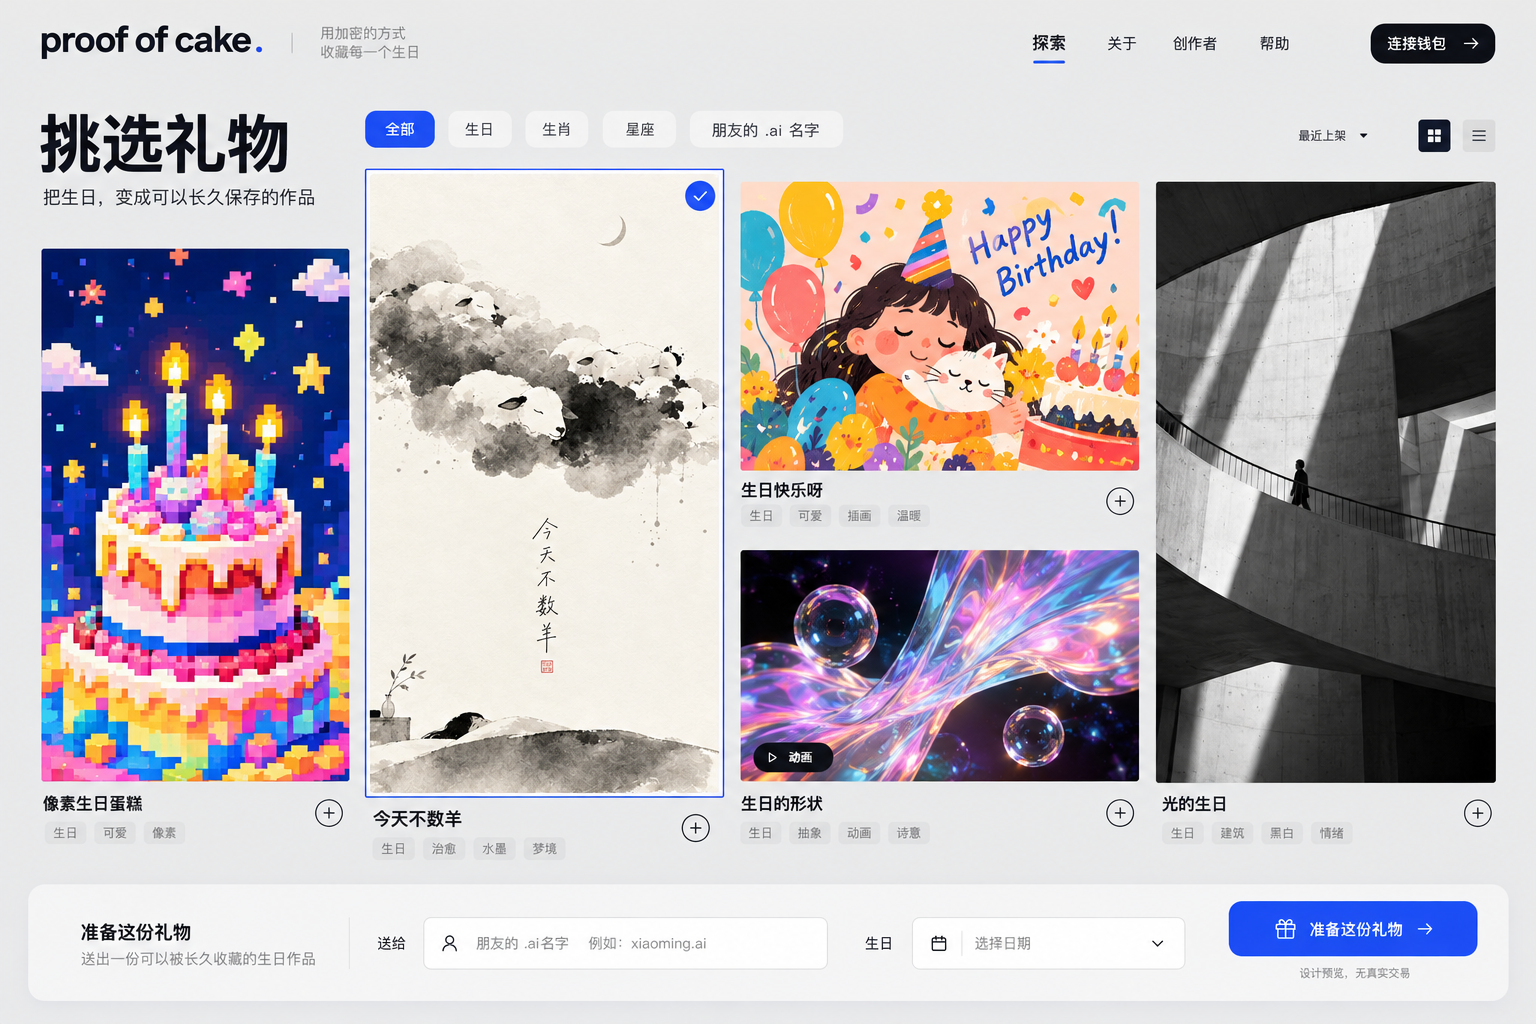 proof of cake.
用加密的方式
收藏每一个生日
探索
关于
创作者
帮助
连接钱包
挑选礼物
把生日，变成可以长久保存的作品
全部
生日
生肖
星座
朋友的 .ai 名字
最近上架
今天不数羊
Happy
Birthday!
生日快乐呀
生日 可爱 插画 温暖
动画
像素生日蛋糕
生日 可爱 像素
今天不数羊
生日 治愈 水墨 梦境
生日的形状
生日 抽象 动画 诗意
光的生日
生日 建筑 黑白 情绪
准备这份礼物
送出一份可以被长久收藏的生日作品
送给
朋友的 .ai名字 例如：xiaoming.ai
生日
选择日期
准备这份礼物
设计预览，无真实交易